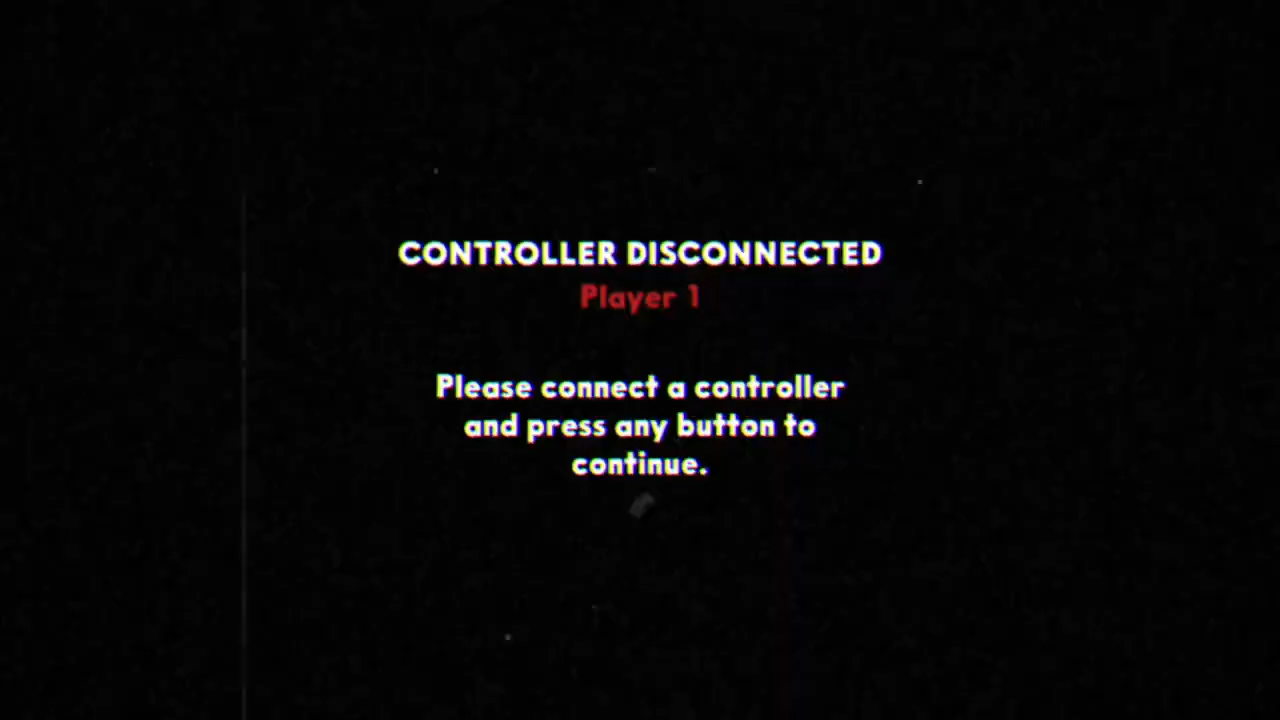 CONTROLLER DISCONNECTED
Player 1
Please connect a controller
and press any button to
continue.